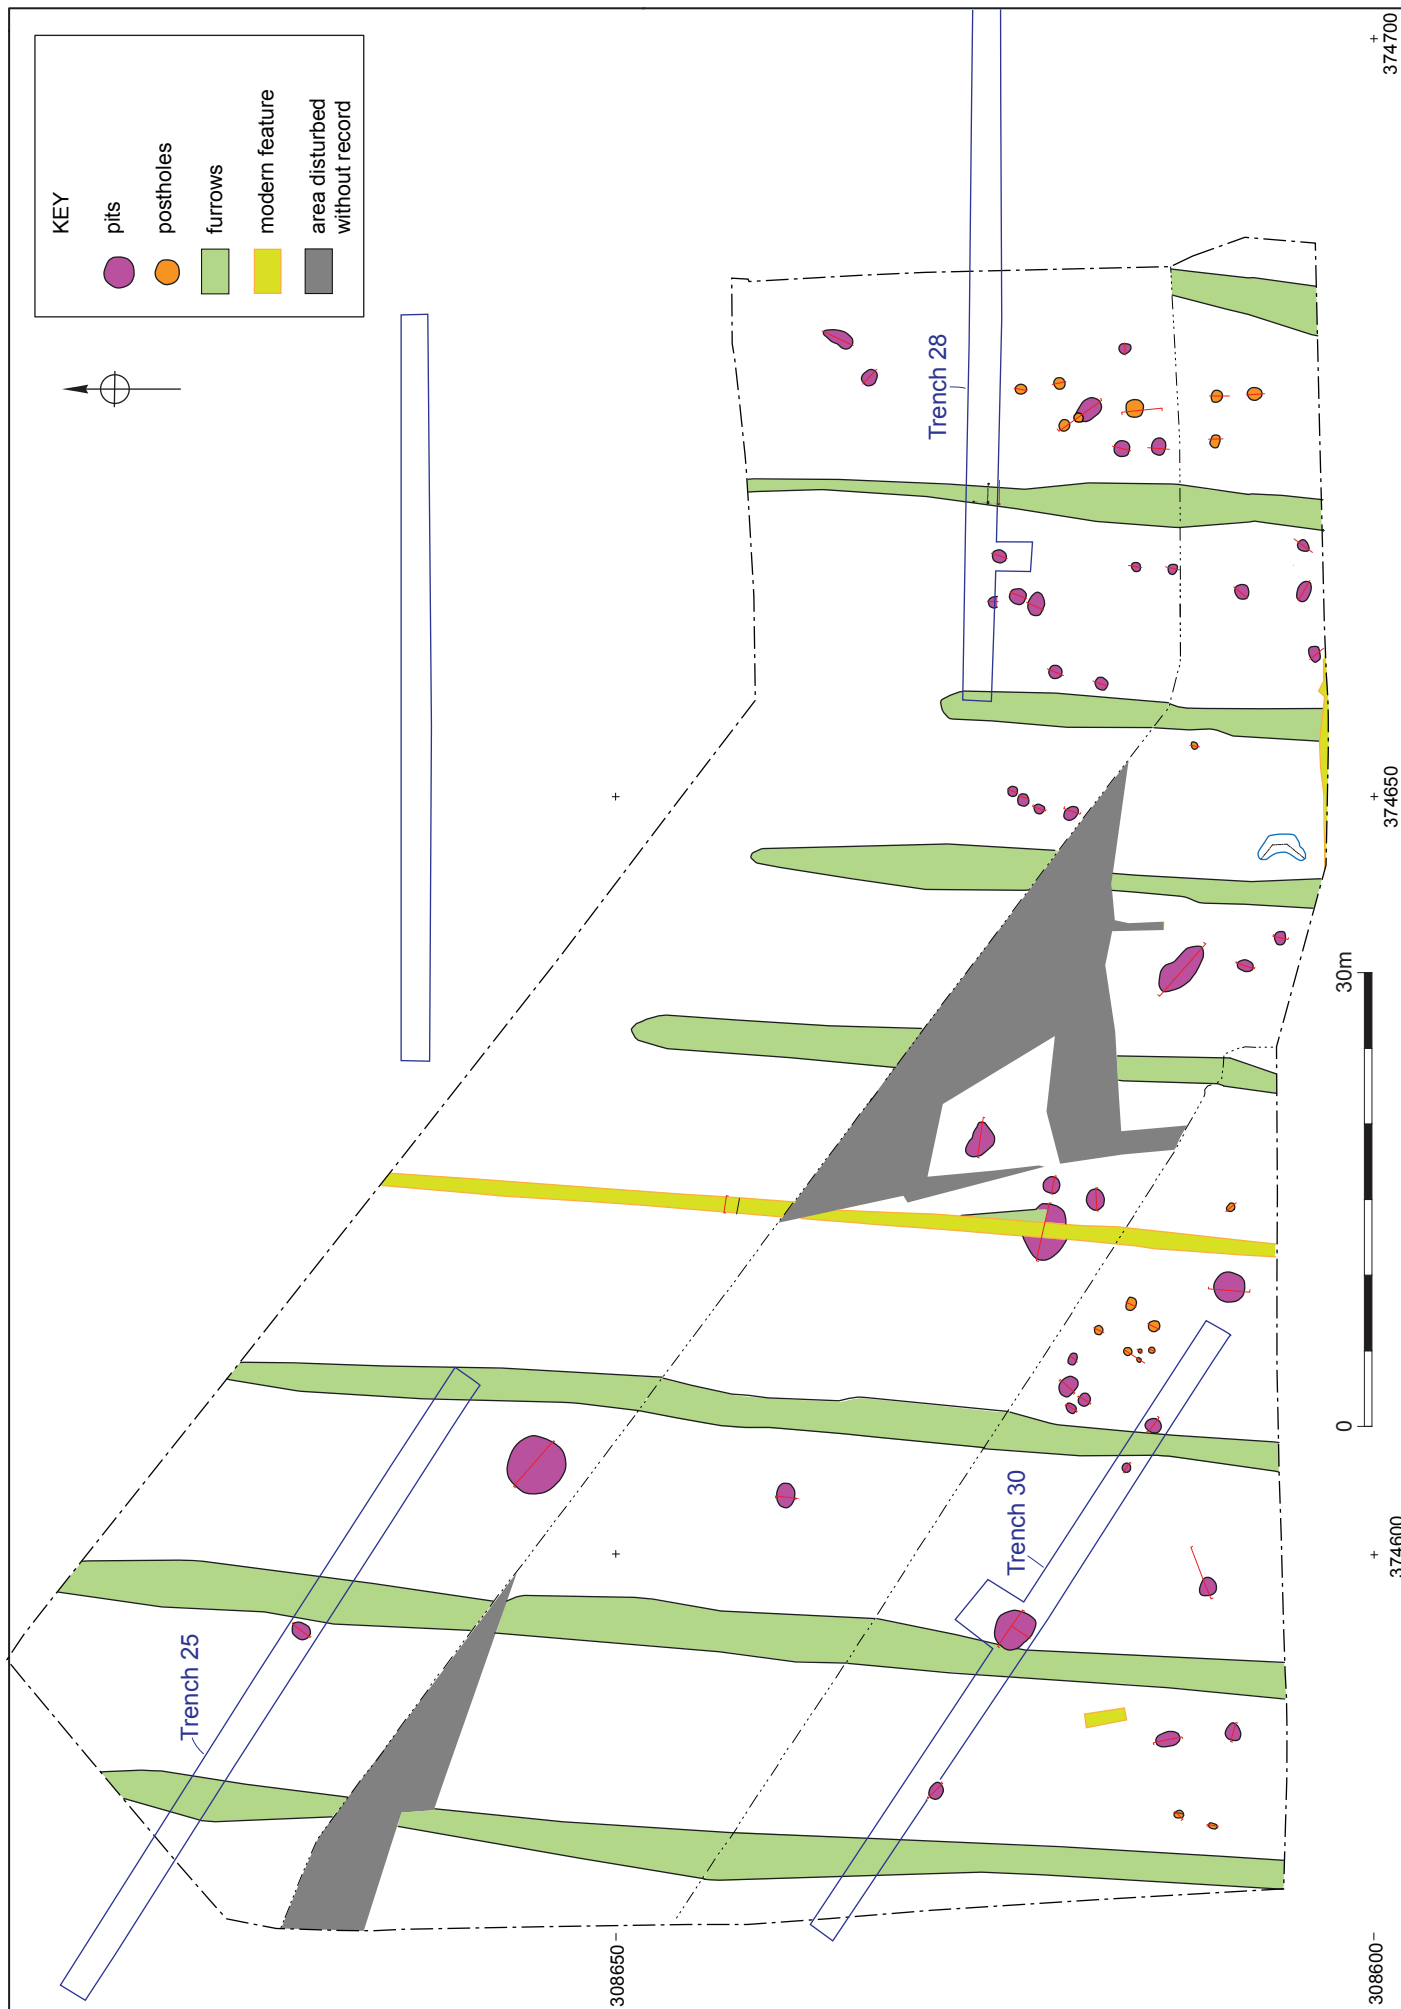 KEY
pits
postholes
furrows
modern feature
area disturbed
without record
Trench 25
Trench 28
Trench 30
308650
308600
374600
374650
374700
0
30m